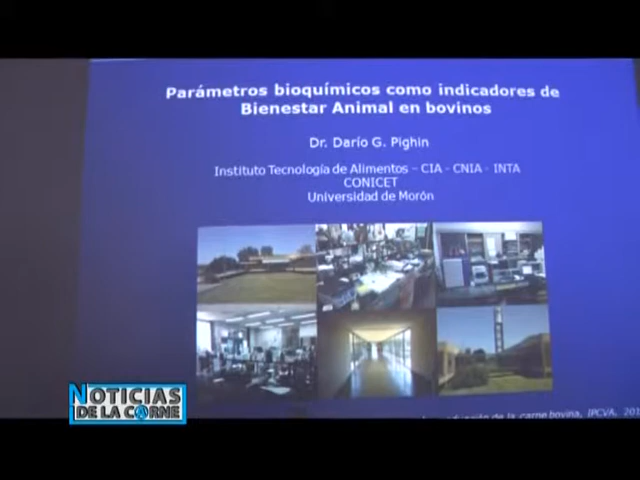 Parámetros bioquímicos como indicadores de
Bienestar Animal en bovinos
Dr. Darío G. Pighin
Instituto Tecnología de Alimentos – CIA - CNIA - INTA
CONICET
Universidad de Morón
de la carne bovina, IPCVA, 201
NOTICIAS
DE LA CARNE